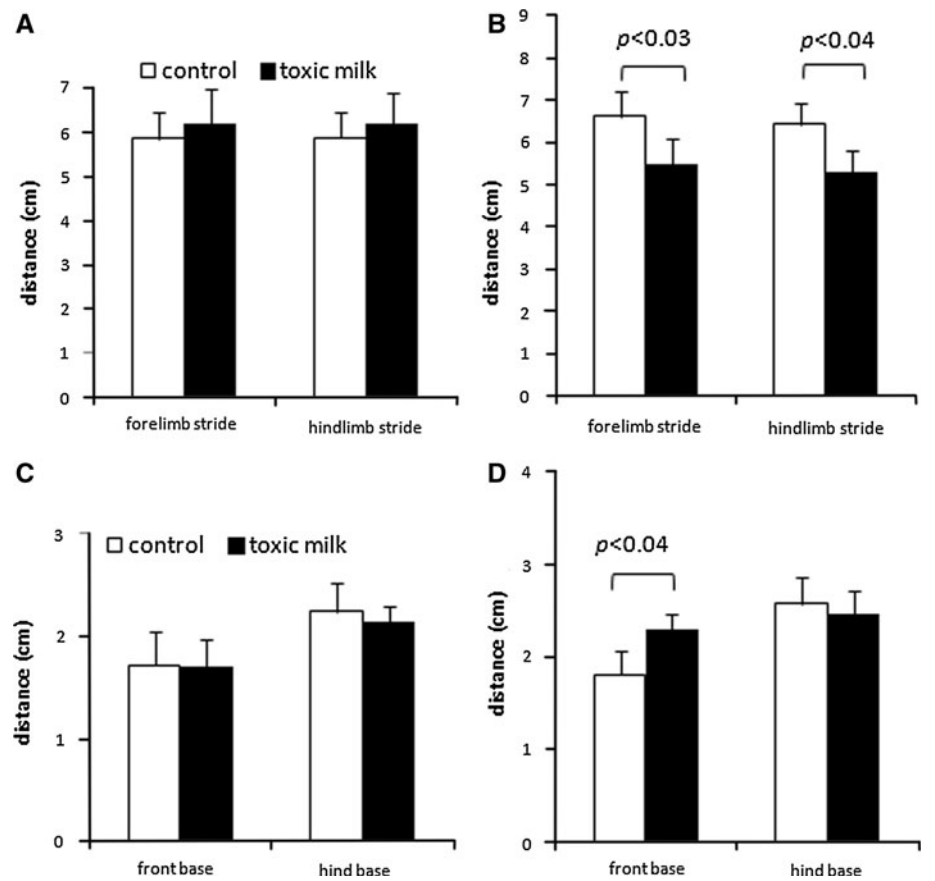 A
control toxic milk
7
6
5
4
3
2
1
0
distance (cm)
forelimb stride hindlimb stride
B
9
8
7
6
5
4
3
2
1
0
distance (cm)
p<0.03 p<0.04
forelimb stride hindlimb stride
C
control toxic milk
3
2
1
0
distance (cm)
front base hind base
D
4
3
2
1
0
distance (cm)
p<0.04
front base hind base